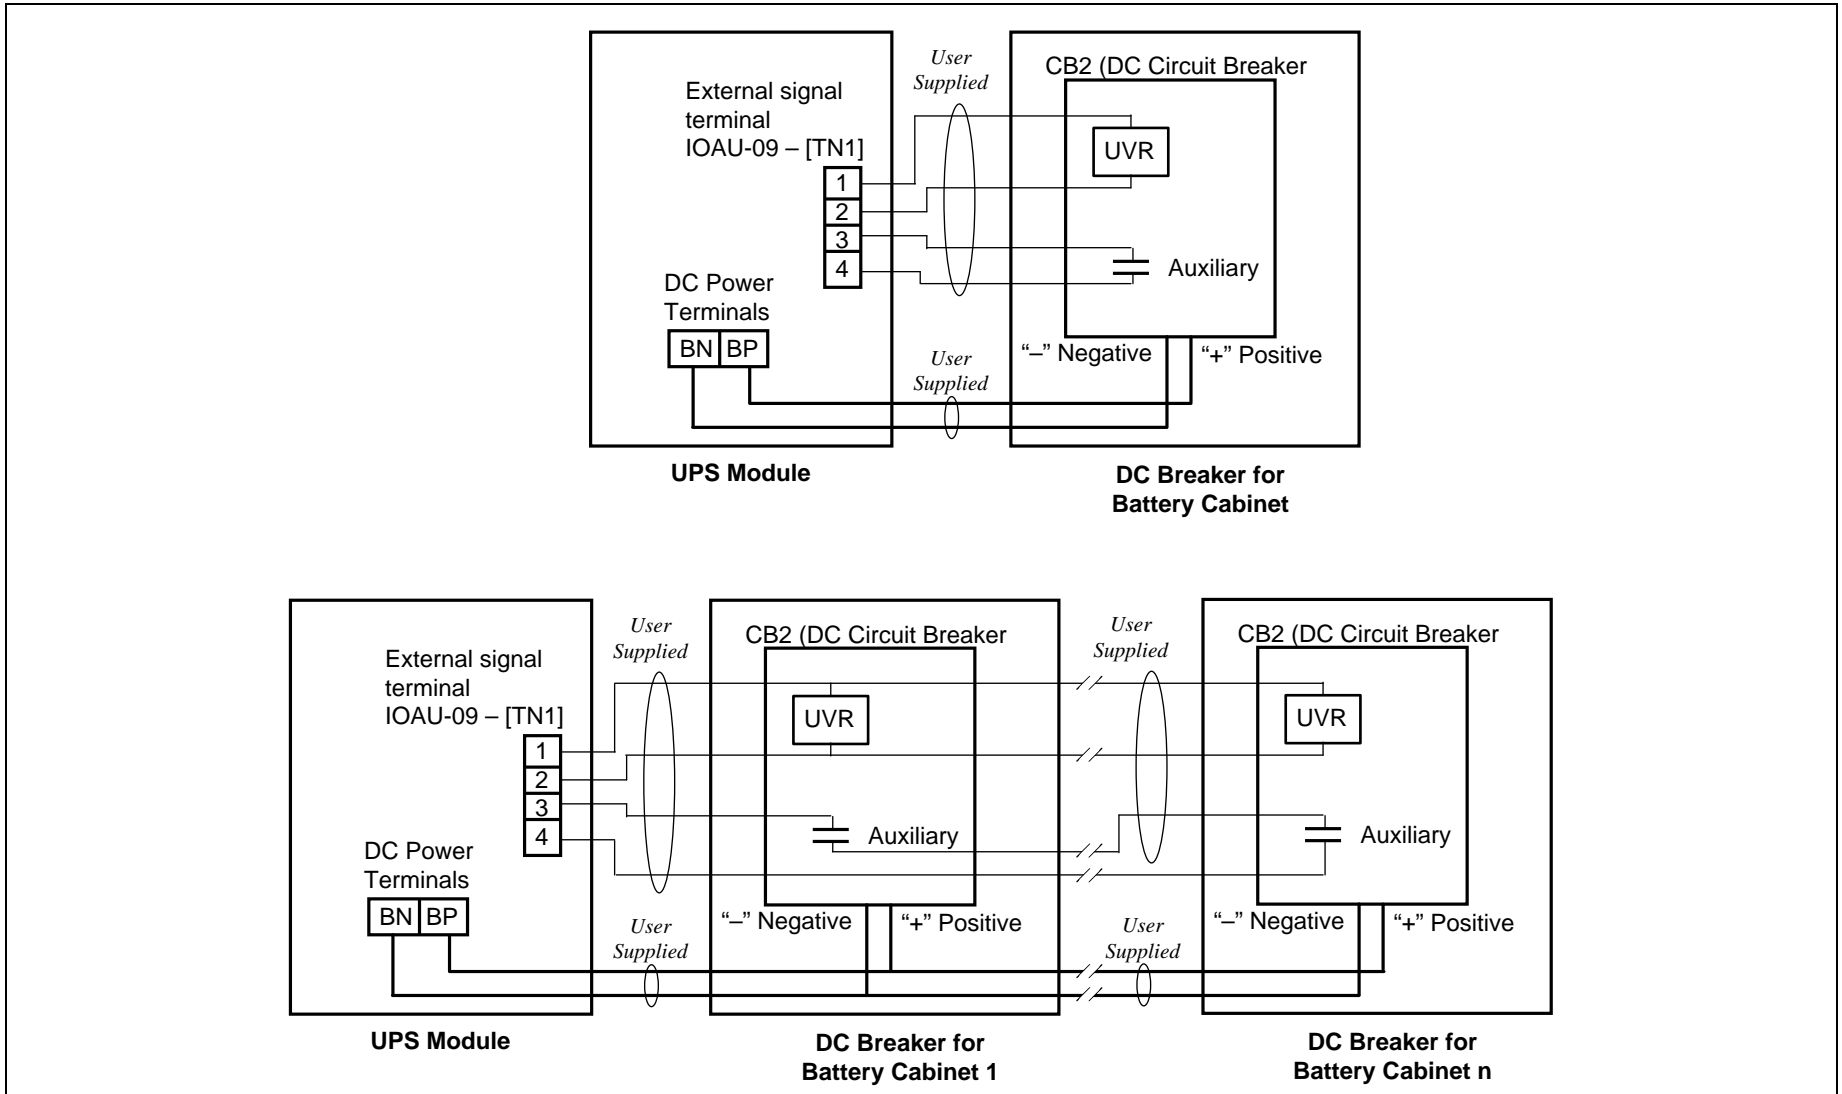 User
Supplied
CB2 (DC Circuit Breaker
External signal
terminal
IOAU-09 – [TN1]
UVR
1
2
3
4
Auxiliary
DC Power
Terminals
BN BP
User
Supplied
“–” Negative
“+” Positive
UPS Module
DC Breaker for
Battery Cabinet
User
Supplied
CB2 (DC Circuit Breaker
User
Supplied
CB2 (DC Circuit Breaker
External signal
terminal
IOAU-09 – [TN1]
UVR
UVR
1
2
3
4
Auxiliary
Auxiliary
DC Power
Terminals
BN BP
User
Supplied
“–” Negative
“+” Positive
User
Supplied
“–” Negative
“+” Positive
UPS Module
DC Breaker for
Battery Cabinet 1
DC Breaker for
Battery Cabinet n